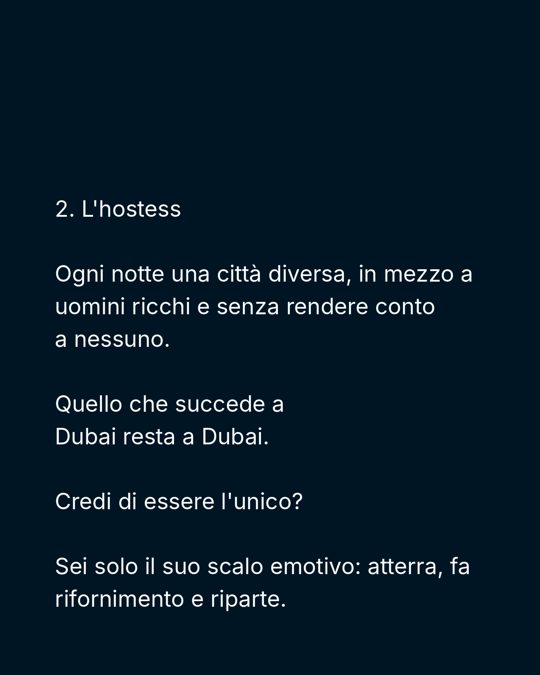 2. L'hostess
Ogni notte una città diversa, in mezzo a
uomini ricchi e senza rendere conto
a nessuno.
Quello che succede a
Dubai resta a Dubai.
Credi di essere l'unico?
Sei solo il suo scalo emotivo: atterra, fa
rifornimento e riparte.